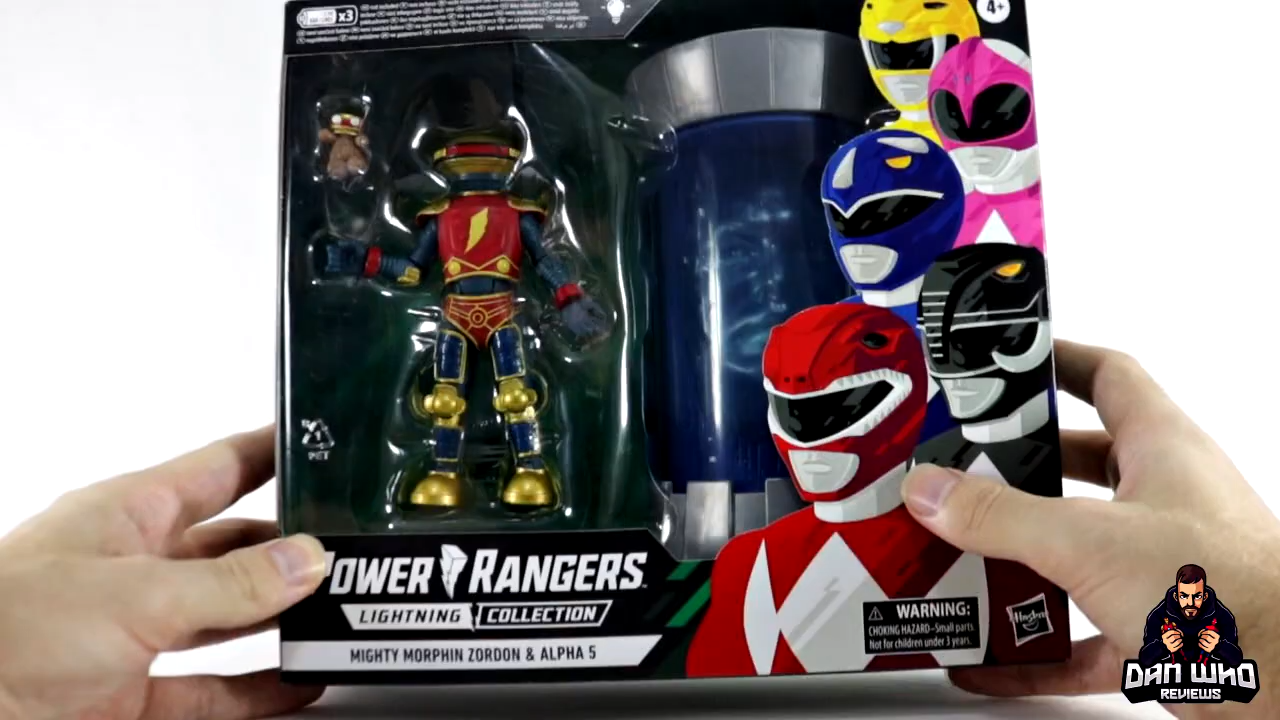 x3
4+
PET
POWER RANGERS
LIGHTNING COLLECTION
MIGHTY MORPHIN ZORDON & ALPHA 5
WARNING:
CHOKING HAZARD–Small parts
Not for children under 3 years.
Hasbro
DAN WHO
REVIEWS